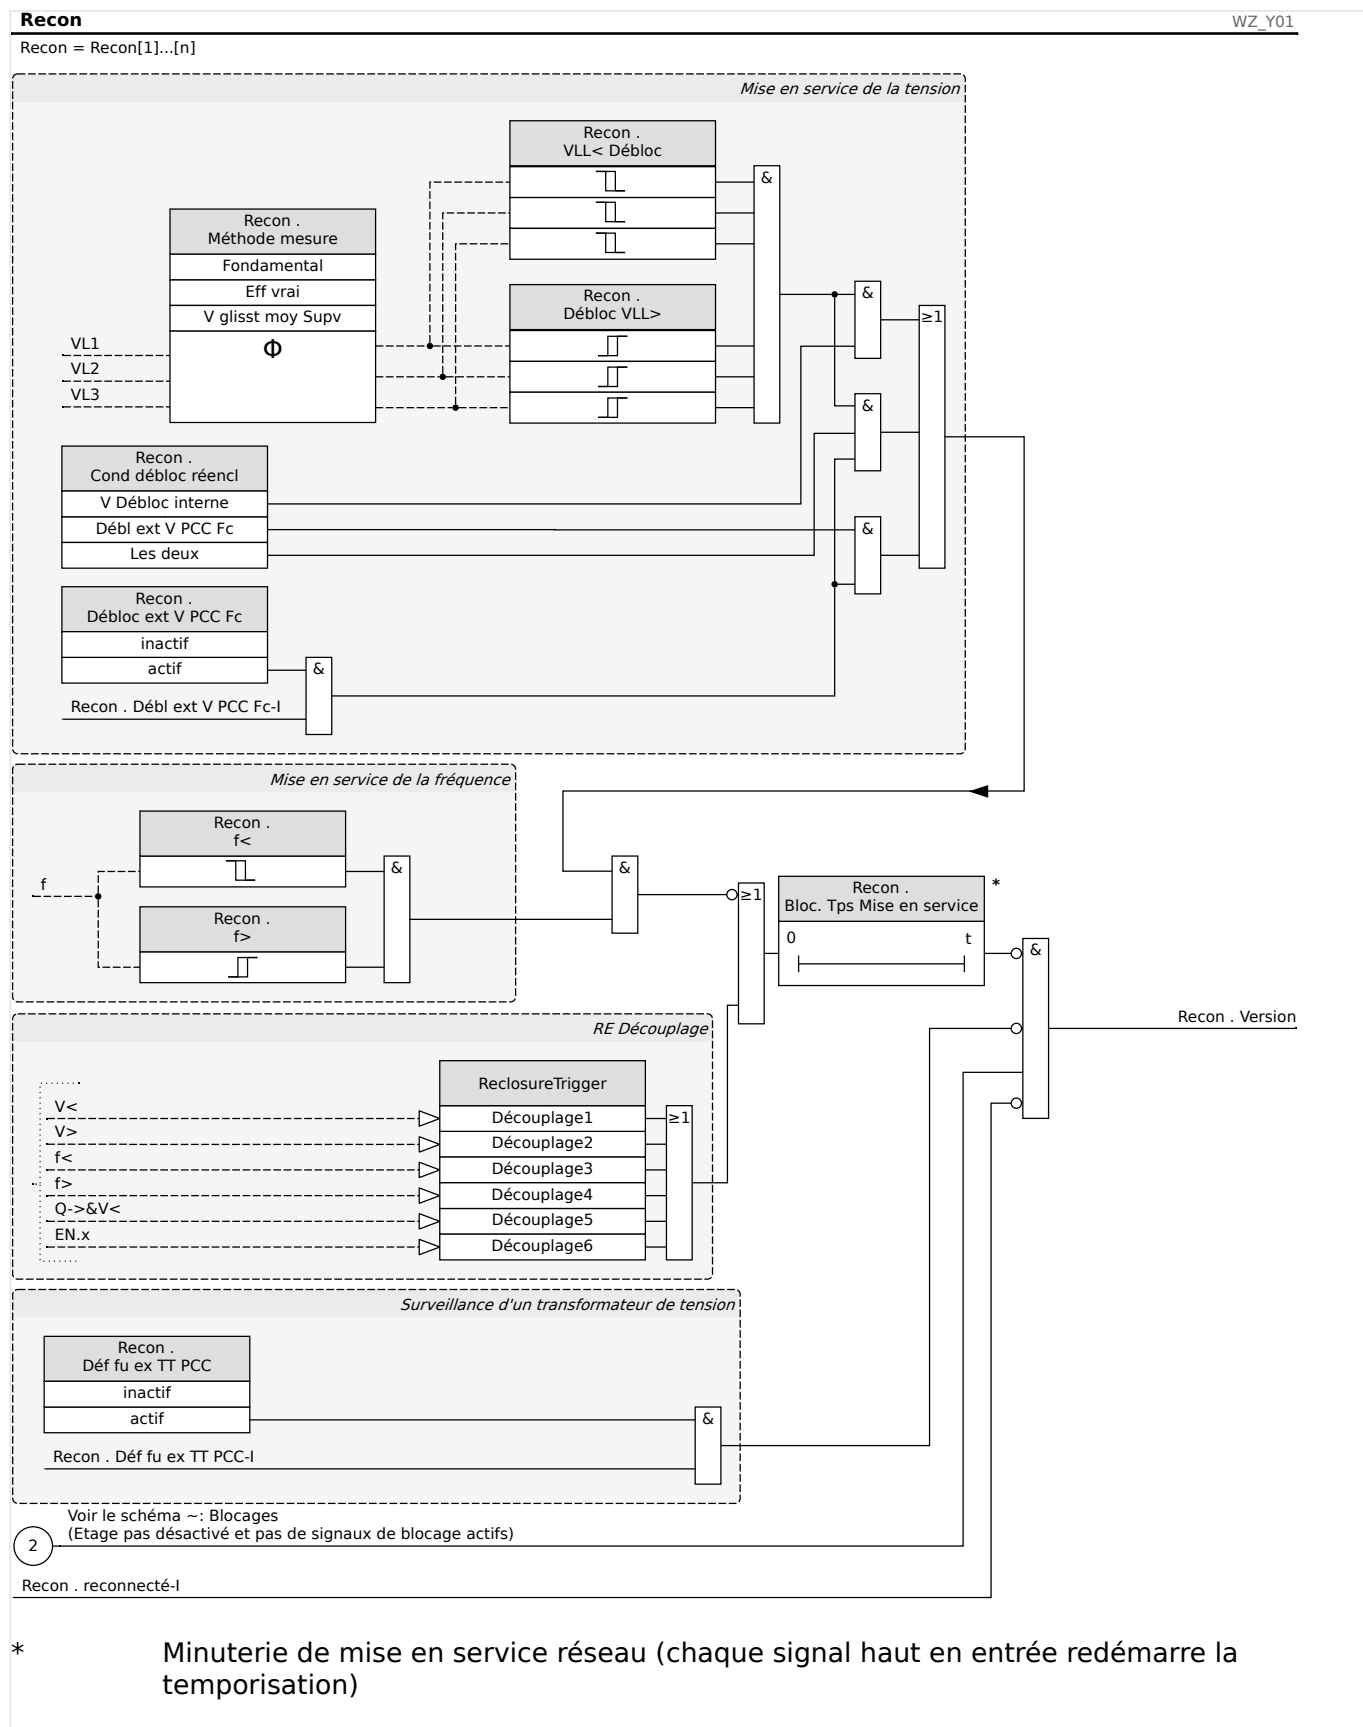 Recon
WZ_Y01
Recon = Recon[1]...[n]
Mise en service de la tension
Recon .
VLL< Débloc
&
Recon .
Méthode mesure
Fondamental
Eff vrai
V glisst moy Supv
Φ
Recon .
Débloc VLL>
&
≥1
VL1
VL2
VL3
&
Recon .
Cond débloc réencl
V Débloc interne
Débl ext V PCC Fc
Les deux
&
Recon .
Débloc ext V PCC Fc
inactif
actif
&
Recon . Débl ext V PCC Fc-I
Mise en service de la fréquence
Recon .
f<
&
f
Recon .
f>
&
≥1
Recon .
Bloc. Tps Mise en service
*
0
t
&
Recon . Version
RE Découplage
ReclosureTrigger
V<
Découplage1
≥1
V>
Découplage2
f<
Découplage3
f>
Découplage4
Q->&V<
Découplage5
EN.x
Découplage6
Surveillance d'un transformateur de tension
Recon .
Déf fu ex TT PCC
inactif
actif
&
Recon . Déf fu ex TT PCC-I
Voir le schéma ~: Blocages
(Etage pas désactivé et pas de signaux de blocage actifs)
2
Recon . reconnecté-I
* Minuterie de mise en service réseau (chaque signal haut en entrée redémarre la
temporisation)